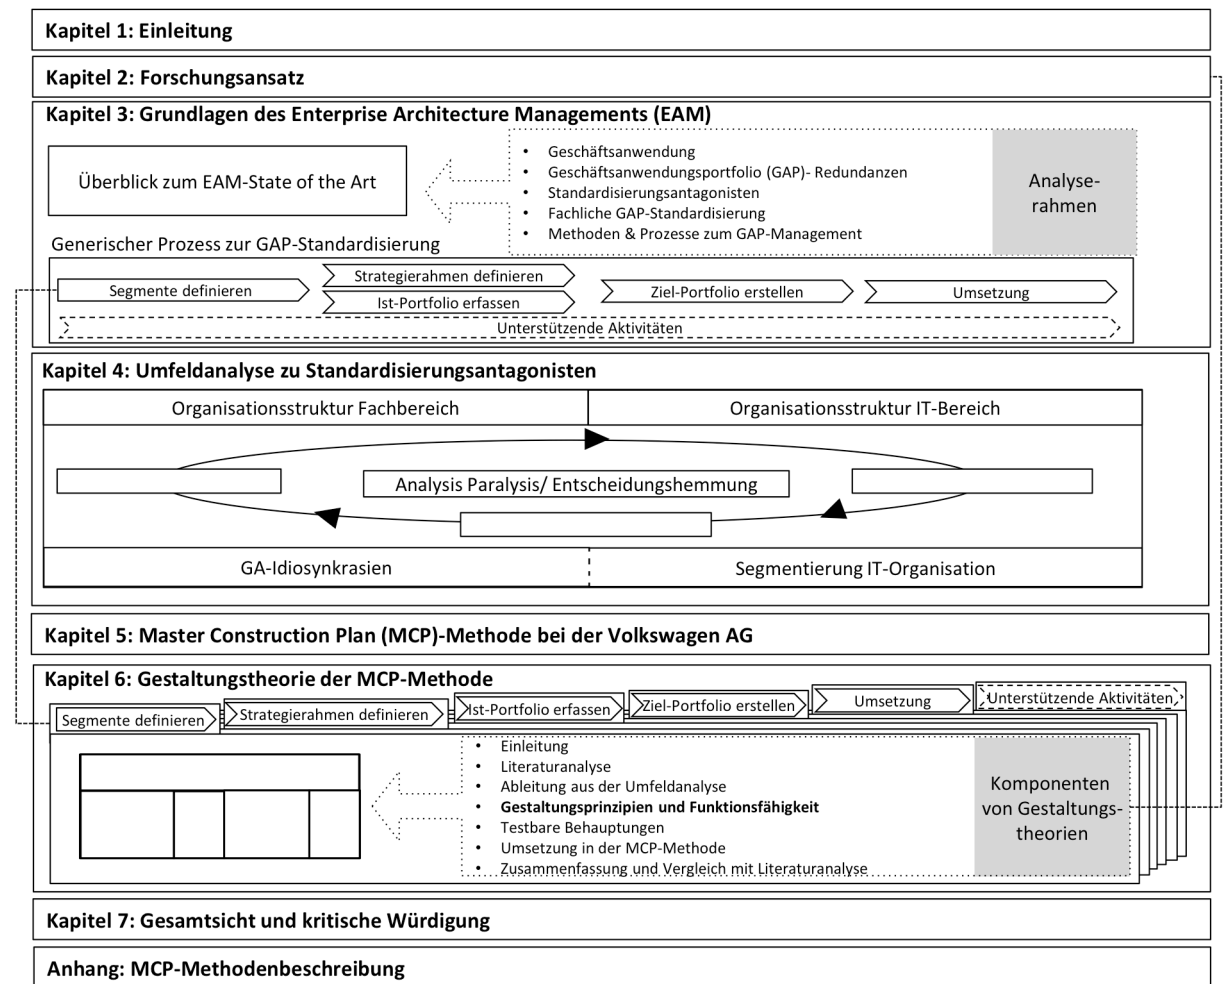 Kapitel 1: Einleitung
Kapitel 2: Forschungsansatz
Kapitel 3: Grundlagen des Enterprise Architecture Managements (EAM)
Überblick zum EAM-State of the Art
• Geschäftsanwendung
• Geschäftsanwendungsportfolio (GAP)- Redundanzen
• Standardisierungsantagonisten
• Fachliche GAP-Standardisierung
• Methoden & Prozesse zum GAP-Management
Analyse-
rahmen
Generischer Prozess zur GAP-Standardisierung
Segmente definieren
Strategierahmen definieren
Ist-Portfolio erfassen
Ziel-Portfolio erstellen
Umsetzung
Unterstützende Aktivitäten
Kapitel 4: Umfeldanalyse zu Standardisierungsantagonisten
Organisationsstruktur Fachbereich
Organisationsstruktur IT-Bereich
Analysis Paralysis/ Entscheidungshemmung
GA-Idiosynkrasien
Segmentierung IT-Organisation
Kapitel 5: Master Construction Plan (MCP)-Methode bei der Volkswagen AG
Kapitel 6: Gestaltungstheorie der MCP-Methode
Segmente definieren
Strategierahmen definieren
Ist-Portfolio erfassen
Ziel-Portfolio erstellen
Umsetzung
Unterstützende Aktivitäten
• Einleitung
• Literaturanalyse
• Ableitung aus der Umfeldanalyse
• Gestaltungsprinzipien und Funktionsfähigkeit
• Testbare Behauptungen
• Umsetzung in der MCP-Methode
• Zusammenfassung und Vergleich mit Literaturanalyse
Komponenten
von Gestaltungs-
theorien
Kapitel 7: Gesamtsicht und kritische Würdigung
Anhang: MCP-Methodenbeschreibung